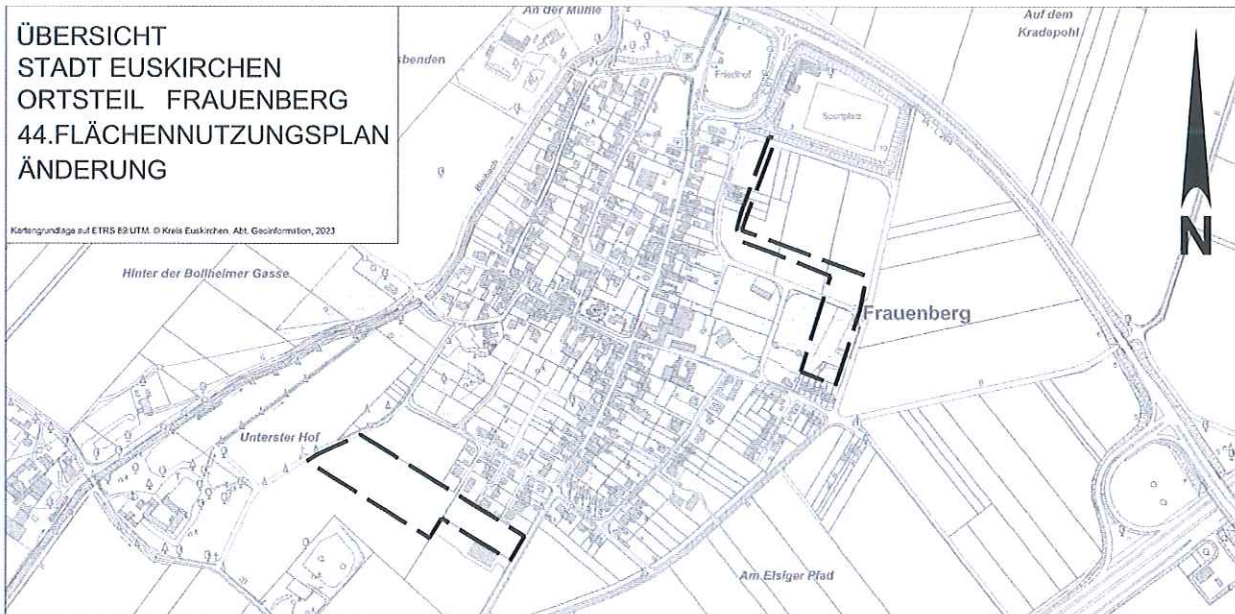 ÜBERSICHT
STADT EUSKIRCHEN
ORTSTEIL FRAUENBERG
44.FLÄCHENNUTZUNGSPLAN
ÄNDERUNG
Kartengrundlage auf ETRS 89 UTM. © Kreis Euskirchen, Abt. Geoinformation, 2023
An der Mühle
Auf dem
Kradepohl
Friedhof
Sportplatz
N
Hinter der Bollheimer Gasse
Frauenberg
Unterster Hof
Am Elsiger Pfad